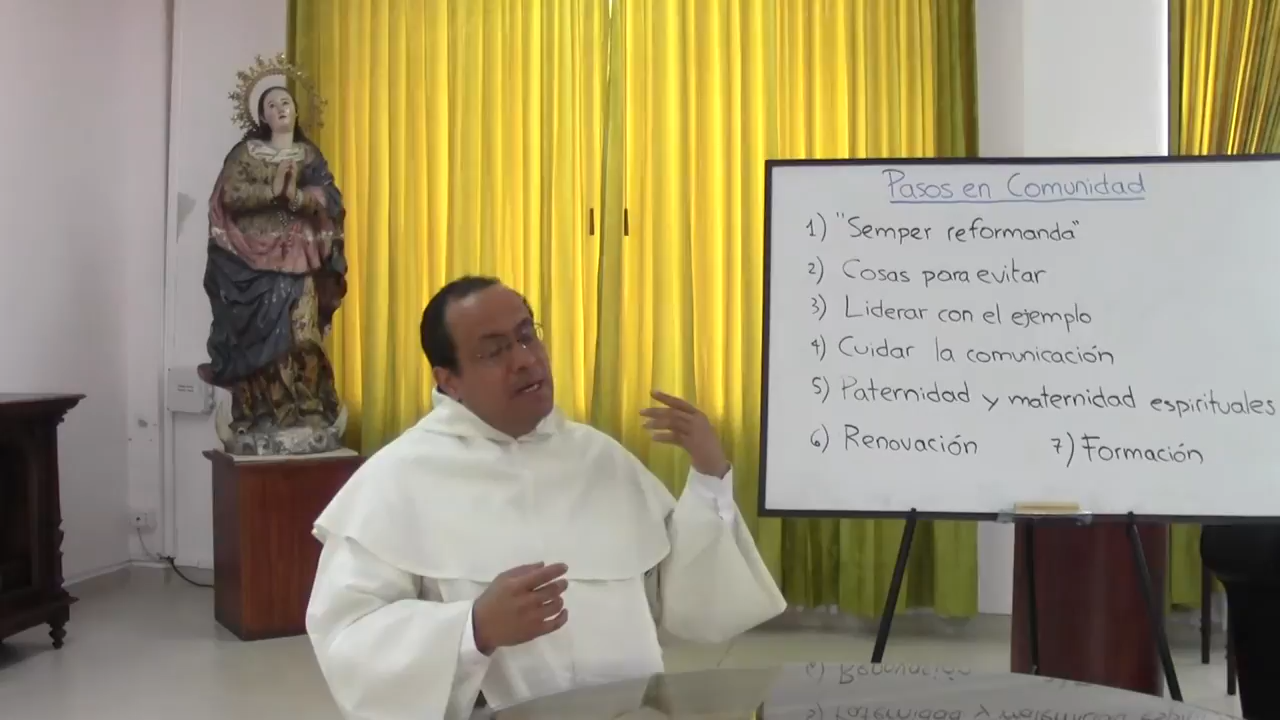 Pasos en Comunidad
1) "Semper reformanda"
2) Cosas para evitar
3) Liderar con el ejemplo
4) Cuidar la comunicación
5) Paternidad y maternidad espirituales
6) Renovación 7) Formación